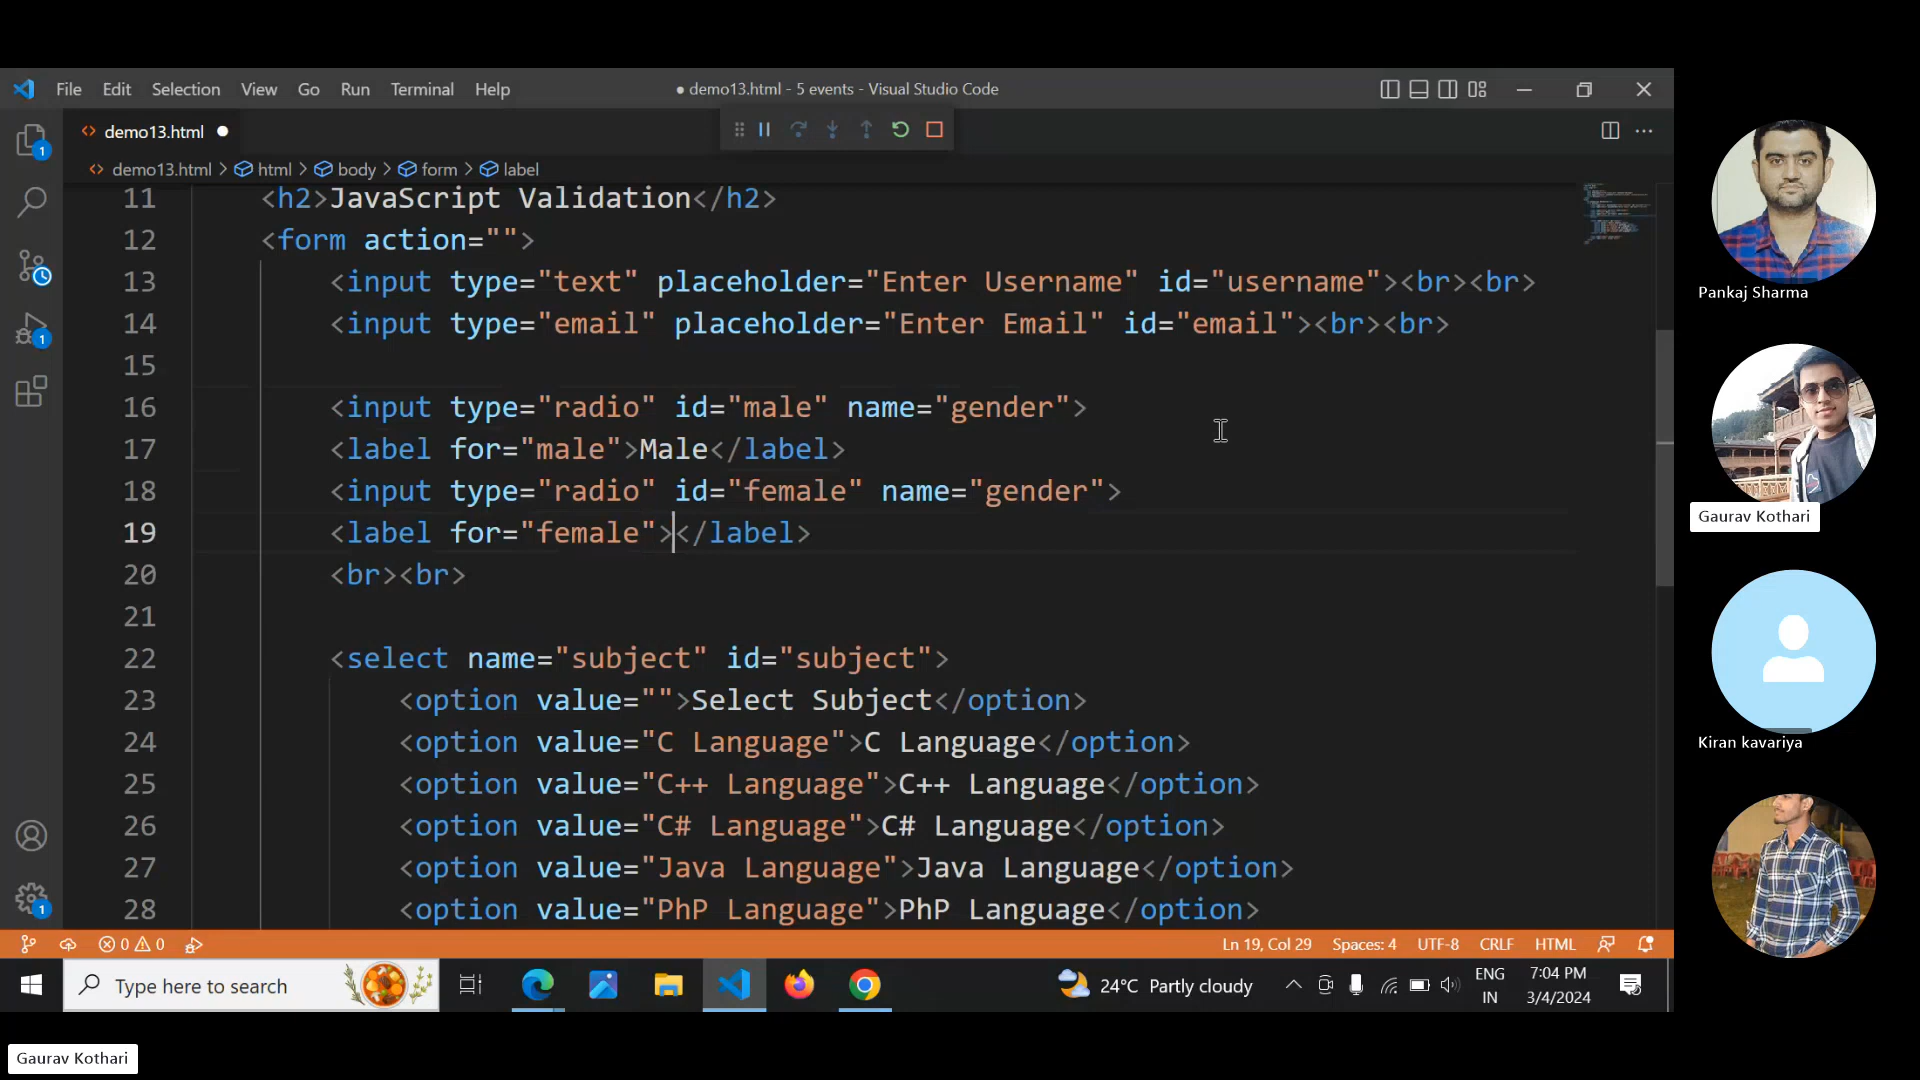 File Edit Selection View Go Run Terminal Help
● demo13.html - 5 events - Visual Studio Code
demo13.html
demo13.html > html > body > form > label
11 <h2>JavaScript Validation</h2>
12 <form action="">
13 <input type="text" placeholder="Enter Username" id="username"><br><br>
14 <input type="email" placeholder="Enter Email" id="email"><br><br>
15
16 <input type="radio" id="male" name="gender">
17 <label for="male">Male</label>
18 <input type="radio" id="female" name="gender">
19 <label for="female"></label>
20 <br><br>
21
22 <select name="subject" id="subject">
23 <option value="">Select Subject</option>
24 <option value="C Language">C Language</option>
25 <option value="C++ Language">C++ Language</option>
26 <option value="C# Language">C# Language</option>
27 <option value="Java Language">Java Language</option>
28 <option value="PhP Language">PhP Language</option>
1
1
1
0 0
Ln 19, Col 29 Spaces: 4 UTF-8 CRLF HTML
Type here to search
24°C Partly cloudy
ENG
IN
7:04 PM
3/4/2024
Pankaj Sharma
Gaurav Kothari
Kiran kavariya
Gaurav Kothari